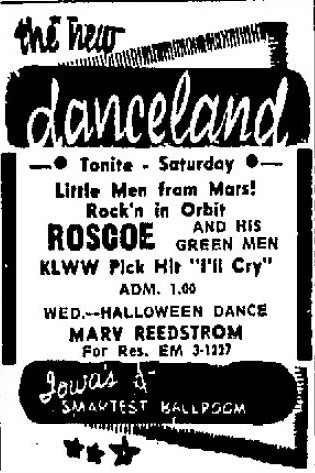 the new
danceland
Tonite - Saturday
Little Men from Mars!
Rock'n in Orbit
ROSCOE AND HIS GREEN MEN
KLWW Pick Hit "I'll Cry"
ADM. 1.00
WED.--HALLOWEEN DANCE
MARV REEDSTROM
For Res. EM 3-1227
Iowa's
SMARTEST BALLROOM